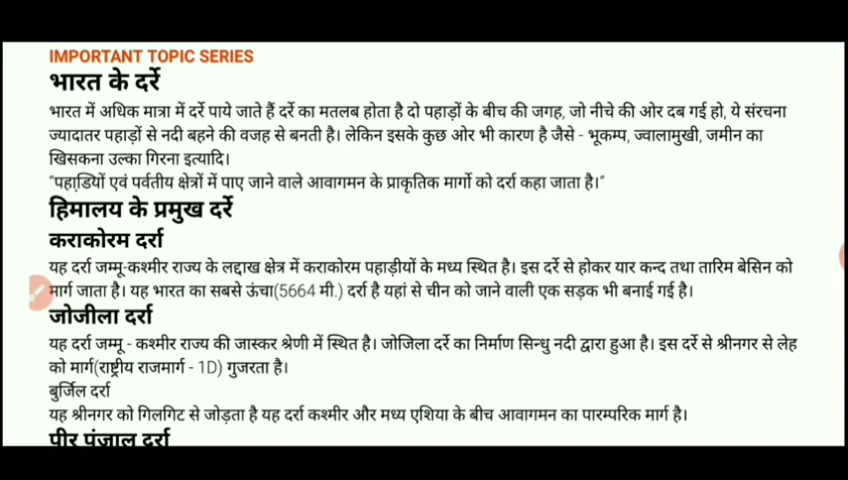 IMPORTANT TOPIC SERIES
भारत के दर्रे
भारत में अधिक मात्रा में दर्रे पाये जाते हैं दर्रे का मतलब होता है दो पहाड़ों के बीच की जगह, जो नीचे की ओर दब गई हो, ये संरचना
ज्यादातर पहाड़ों से नदी बहने की वजह से बनती है। लेकिन इसके कुछ ओर भी कारण है जैसे - भूकम्प, ज्वालामुखी, जमीन का
खिसकना उल्का गिरना इत्यादि।
"पहाडि़यों एवं पर्वतीय क्षेत्रों में पाए जाने वाले आवागमन के प्राकृतिक मार्गो को दर्रा कहा जाता है।"
हिमालय के प्रमुख दर्रे
कराकोरम दर्रा
यह दर्रा जम्मू-कश्मीर राज्य के लद्दाख क्षेत्र में कराकोरम पहाड़ीयों के मध्य स्थित है। इस दर्रे से होकर यार कन्द तथा तारिम बेसिन को
मार्ग जाता है। यह भारत का सबसे ऊंचा(5664 मी.) दर्रा है यहां से चीन को जाने वाली एक सड़क भी बनाई गई है।
जोजीला दर्रा
यह दर्रा जम्मू - कश्मीर राज्य की जास्कर श्रेणी में स्थित है। जोजिला दर्रे का निर्माण सिन्धु नदी द्वारा हुआ है। इस दर्रे से श्रीनगर से लेह
को मार्ग(राष्ट्रीय राजमार्ग - 1D) गुजरता है।
बुर्जिल दर्रा
यह श्रीनगर को गिलगिट से जोड़ता है यह दर्रा कश्मीर और मध्य एशिया के बीच आवागमन का पारम्परिक मार्ग है।
पीर पंजाल दर्रा